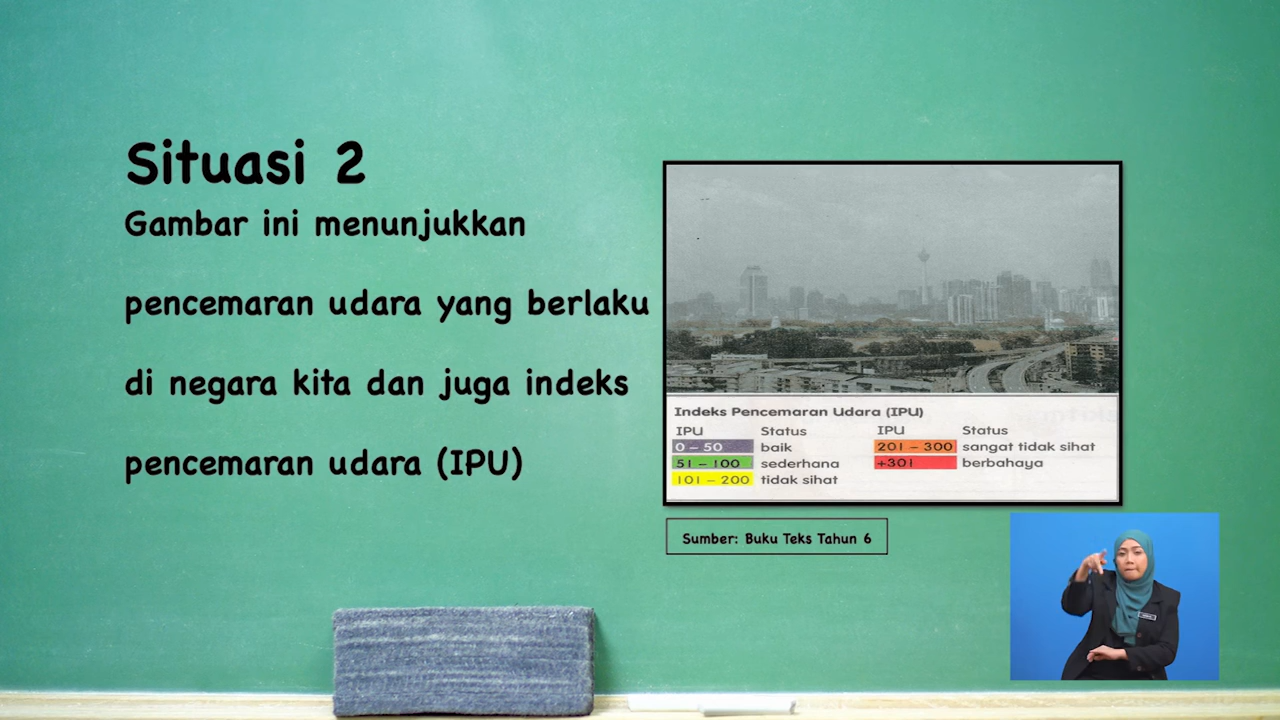 Situasi 2
Gambar ini menunjukkan
pencemaran udara yang berlaku
di negara kita dan juga indeks
pencemaran udara (IPU)
Indeks Pencemaran Udara (IPU)
IPU Status IPU Status
0 – 50 baik 201 – 300 sangat tidak sihat
51 – 100 sederhana +301 berbahaya
101 – 200 tidak sihat
Sumber: Buku Teks Tahun 6